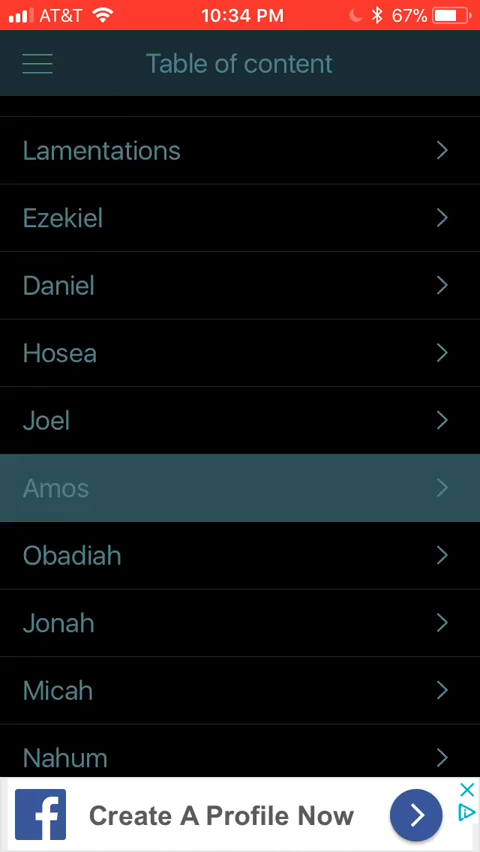 AT&T 10:34 PM 67%
Table of content
Lamentations
Ezekiel
Daniel
Hosea
Joel
Amos
Obadiah
Jonah
Micah
Nahum
f Create A Profile Now